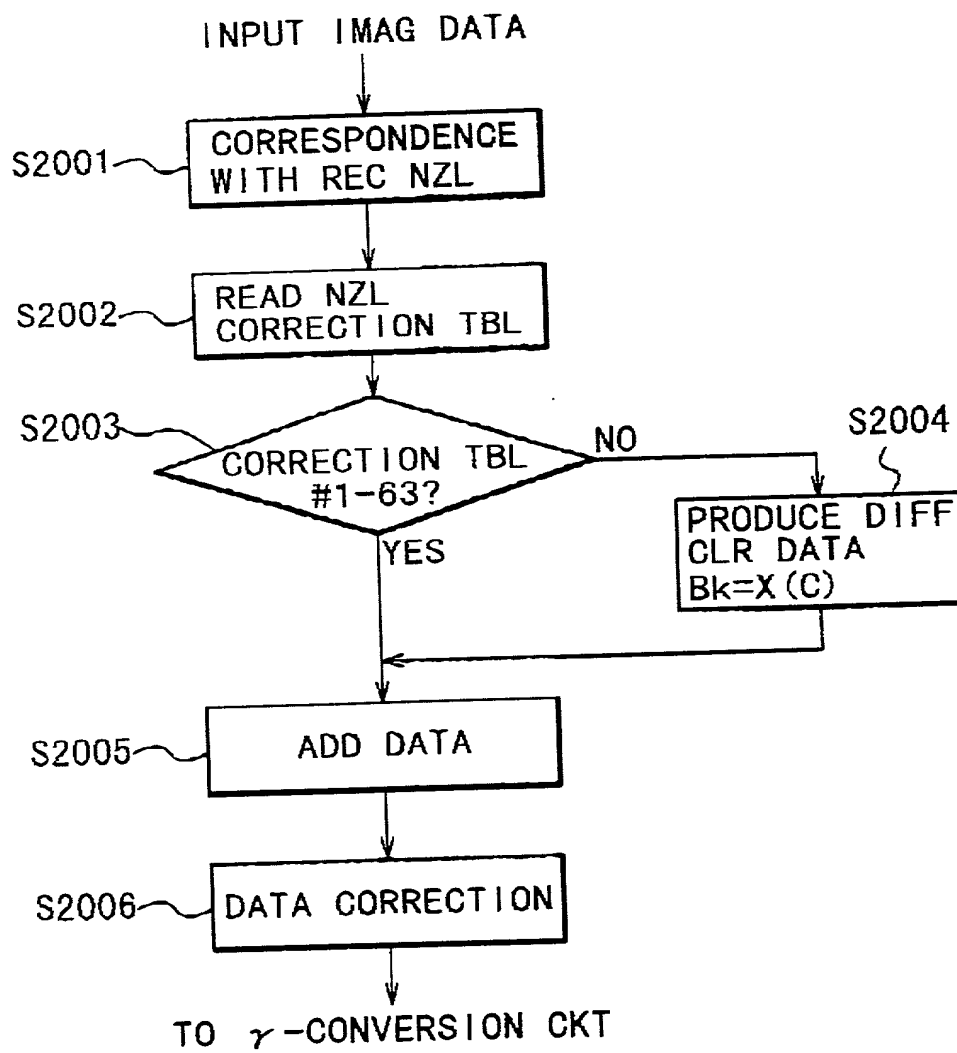 INPUT IMAG DATA
S2001
CORRESPONDENCE
WITH REC NZL
S2002
READ NZL
CORRECTION TBL
S2003
CORRECTION TBL
#1-63?
NO
YES
S2004
PRODUCE DIFF
CLR DATA
Bk=X(C)
S2005
ADD DATA
S2006
DATA CORRECTION
TO γ-CONVERSION CKT